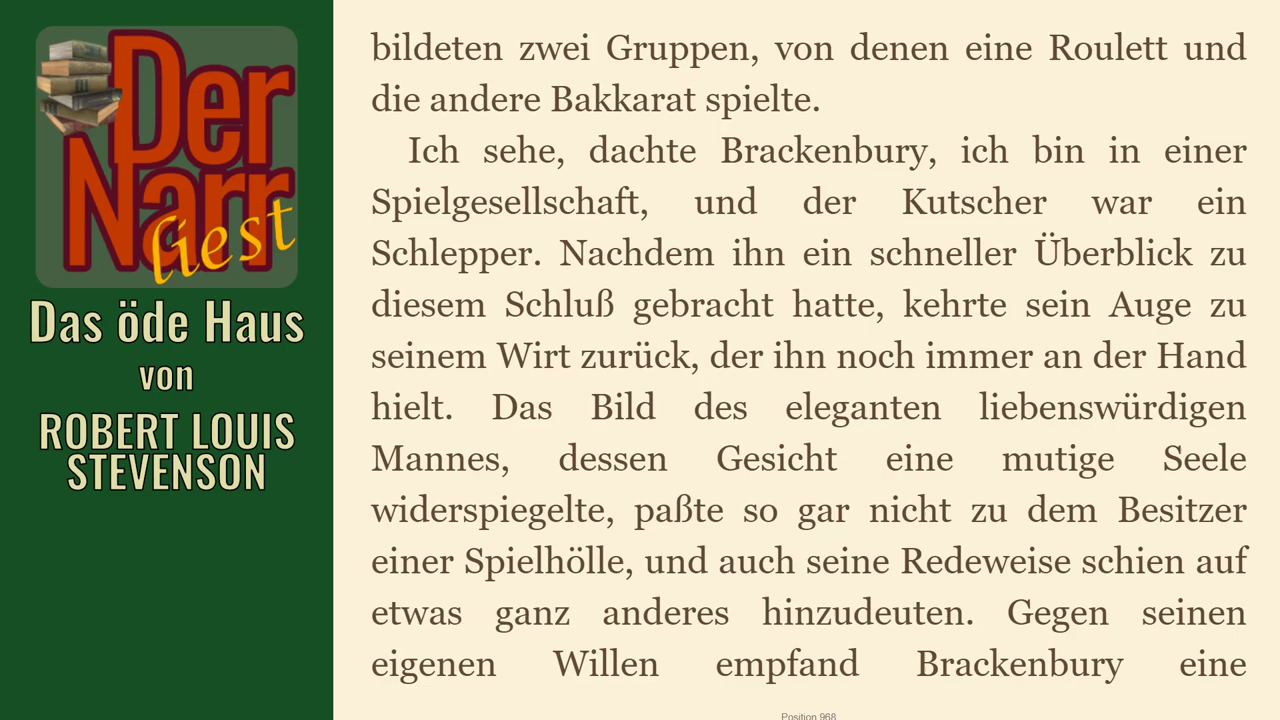 Der
Narr
liest
Das öde Haus
von
ROBERT LOUIS
STEVENSON
bildeten zwei Gruppen, von denen eine Roulett und
die andere Bakkarat spielte.
Ich sehe, dachte Brackenbury, ich bin in einer
Spielgesellschaft, und der Kutscher war ein
Schlepper. Nachdem ihn ein schneller Überblick zu
diesem Schluß gebracht hatte, kehrte sein Auge zu
seinem Wirt zurück, der ihn noch immer an der Hand
hielt. Das Bild des eleganten liebenswürdigen
Mannes, dessen Gesicht eine mutige Seele
widerspiegelte, paßte so gar nicht zu dem Besitzer
einer Spielhölle, und auch seine Redeweise schien auf
etwas ganz anderes hinzudeuten. Gegen seinen
eigenen Willen empfand Brackenbury eine
Position 968